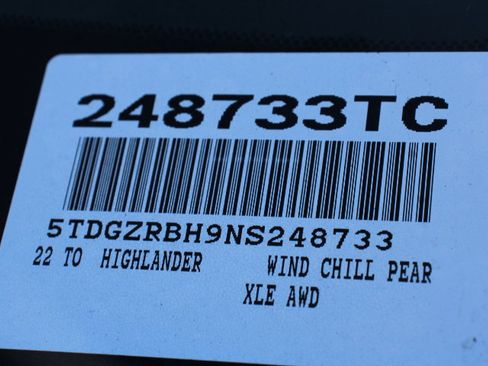 248733TC
5TDGZRBH9NS248733
22 TO HIGHLANDER WIND CHILL PEAR
XLE AWD